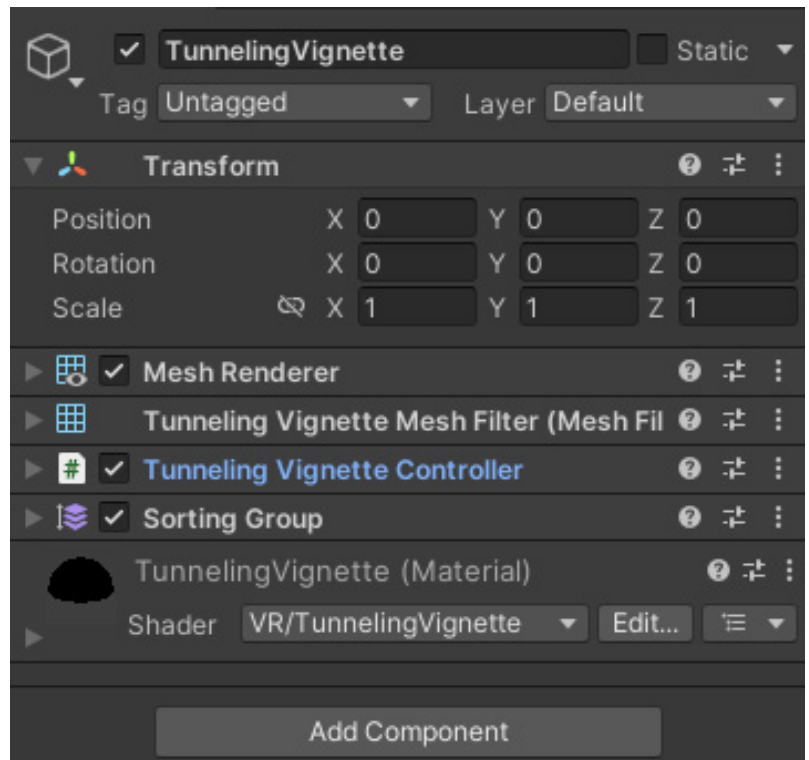 TunnelingVignette Static
Tag Untagged Layer Default
Transform
Position X 0 Y 0 Z 0
Rotation X 0 Y 0 Z 0
Scale X 1 Y 1 Z 1
Mesh Renderer
Tunneling Vignette Mesh Filter (Mesh Fil
# Tunneling Vignette Controller
Sorting Group
TunnelingVignette (Material)
Shader VR/TunnelingVignette Edit...
Add Component